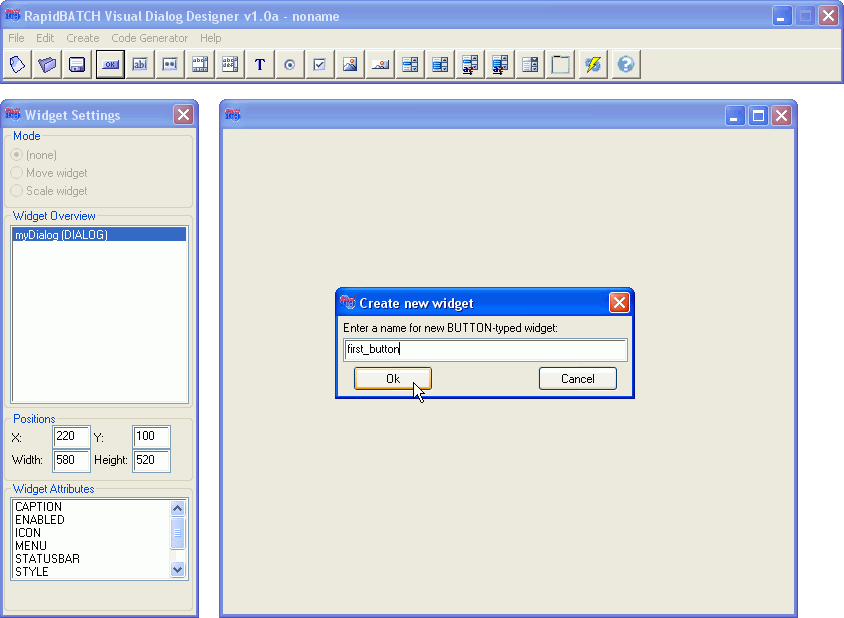 RapidBATCH Visual Dialog Designer v1.0a - noname
File Edit Create Code Generator Help
OK ab T
Widget Settings
Mode
(none)
Move widget
Scale widget
Widget Overview
myDialog (DIALOG)
Positions
X: 220 Y: 100
Width: 580 Height: 520
Widget Attributes
CAPTION
ENABLED
ICON
MENU
STATUSBAR
STYLE
Create new widget
Enter a name for new BUTTON-typed widget:
first_button
Ok Cancel